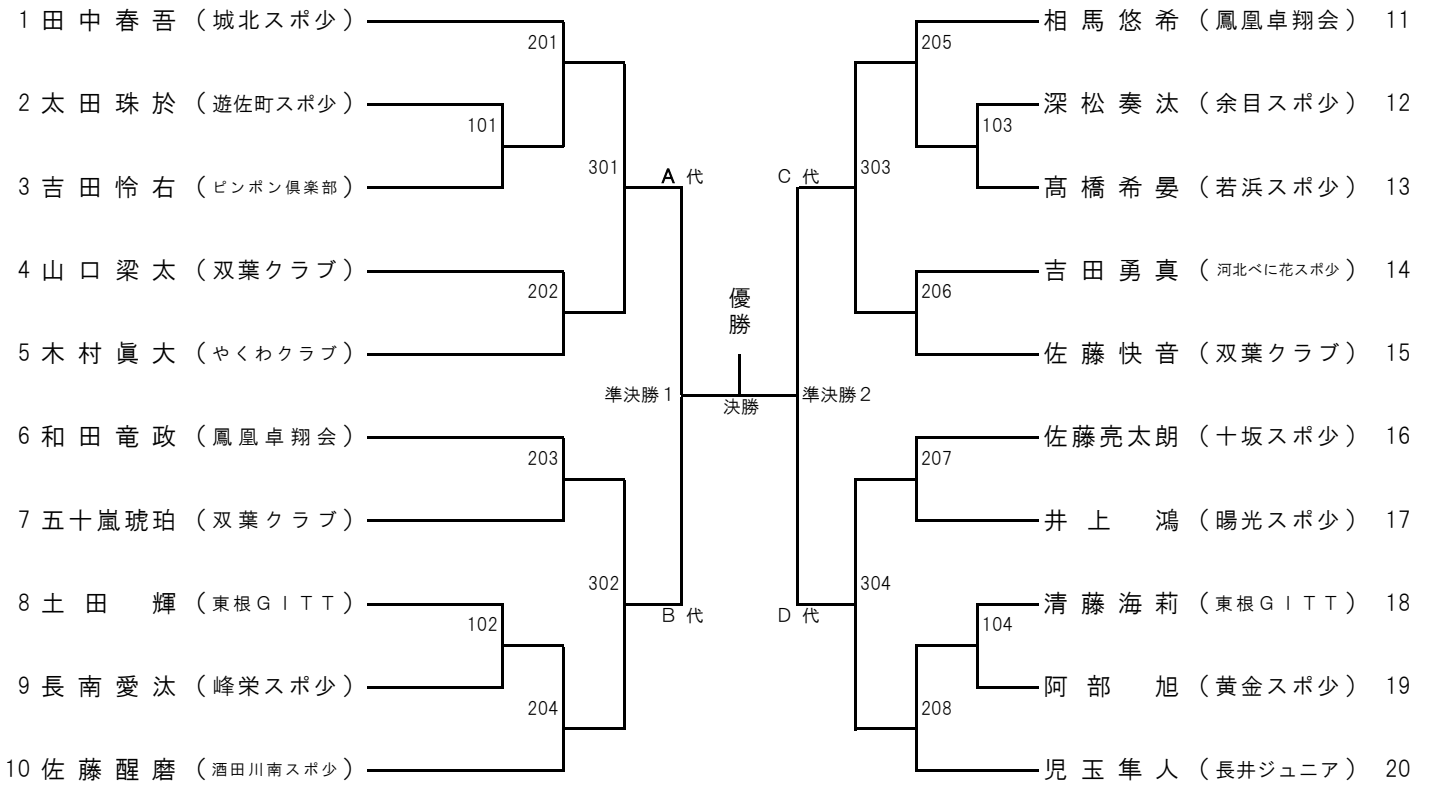 1 田中春吾 (城北スポ少) 相馬悠希 (鳳凰卓翔会) 11
201 205
2 太田珠於 (遊佐町スポ少) 深松奏汰 (余目スポ少) 12
101 103
301 A 代 C 代 303
3 吉田怜右 (ピンポン倶楽部) 髙橋希晏 (若浜スポ少) 13
4 山口梁太 (双葉クラブ) 吉田勇真 (河北べに花スポ少) 14
202 優勝 206
5 木村眞大 (やくわクラブ) 佐藤快音 (双葉クラブ) 15
準決勝1 決勝 準決勝2
6 和田竜政 (鳳凰卓翔会) 佐藤亮太朗 (十坂スポ少) 16
203 207
7 五十嵐琥珀 (双葉クラブ) 井上 鴻 (暘光スポ少) 17
302 304
8 土田 輝 (東根GITT) 清藤海莉 (東根GITT) 18
B 代 D 代
102 104
9 長南愛汰 (峰栄スポ少) 阿部 旭 (黄金スポ少) 19
204 208
10 佐藤醒磨 (酒田川南スポ少) 児玉隼人 (長井ジュニア) 20